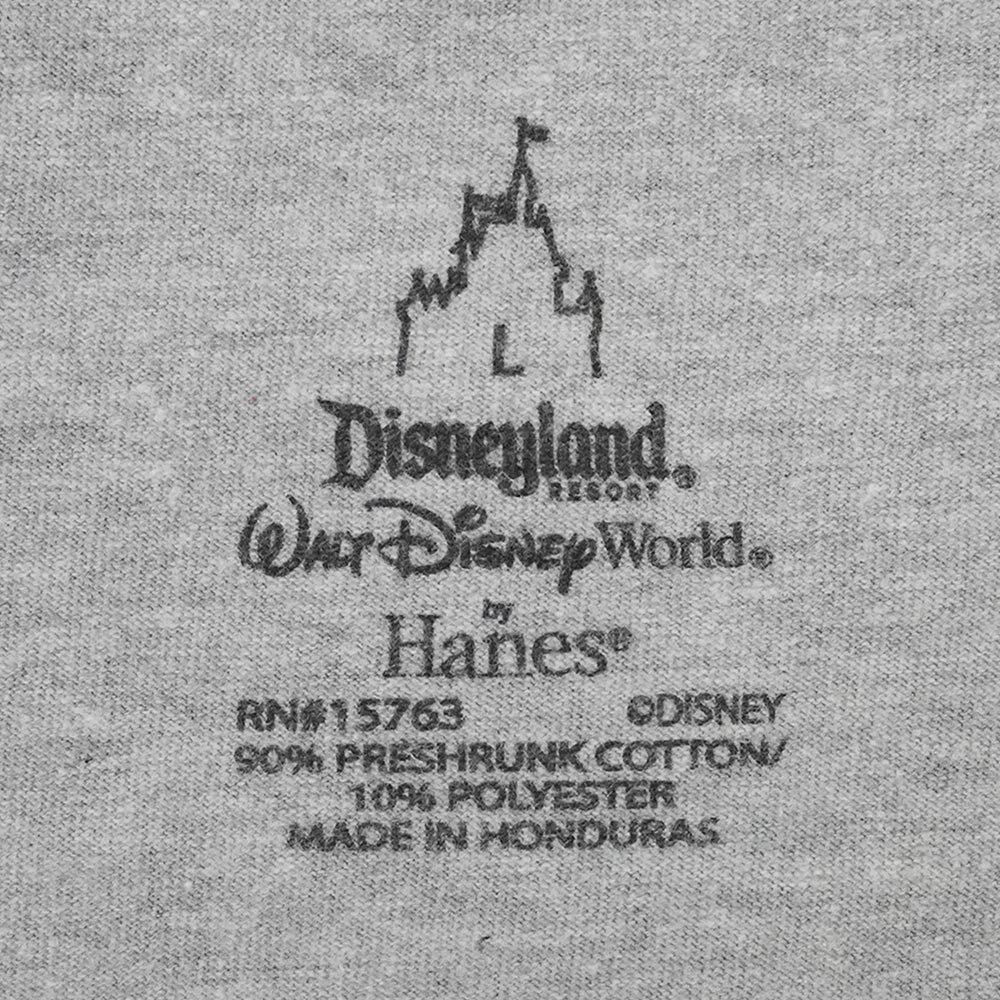 L
Disneyland®
RESORT
WALT DISNEY World®
by
Hanes®
RN#15763 ©DISNEY
90% PRESHRUNK COTTON/
10% POLYESTER
MADE IN HONDURAS